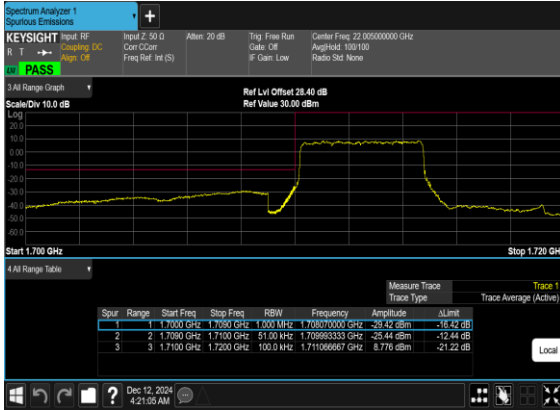 Spectrum Analyzer 1
Spurious Emissions
+
KEYSIGHT Input: RF Input Z: 50 Ω Atten: 20 dB Trig: Free Run Center Freq: 22.005000000 GHz
R T Coupling: DC Corr CCorr Gate: Off Avg|Hold: 100/100
Align: Off Freq Ref: Int (S) IF Gain: Low Radio Std: None
LXI PASS
3 All Range Graph
Ref Lvl Offset 28.40 dB
Scale/Div 10.0 dB Ref Value 30.00 dBm
Log
20.0
10.0
0.00
-10.0
-20.0
-30.0
-40.0
-50.0
-60.0
Start 1.700 GHz Stop 1.720 GH
4 All Range Table
Measure Trace Trace 1
Trace Type Trace Average (Active)
Spur Range Start Freq Stop Freq RBW Frequency Amplitude ΔLimit
1 1 1.7000 GHz 1.7090 GHz 1.000 MHz 1.708070000 GHz -29.42 dBm -16.42 dB
2 2 1.7090 GHz 1.7100 GHz 51.00 kHz 1.709993333 GHz -25.44 dBm -12.44 dB
3 3 1.7100 GHz 1.7200 GHz 100.0 kHz 1.711066667 GHz 8.776 dBm -21.22 dB
Local
? Dec 12, 2024
4:21:05 AM